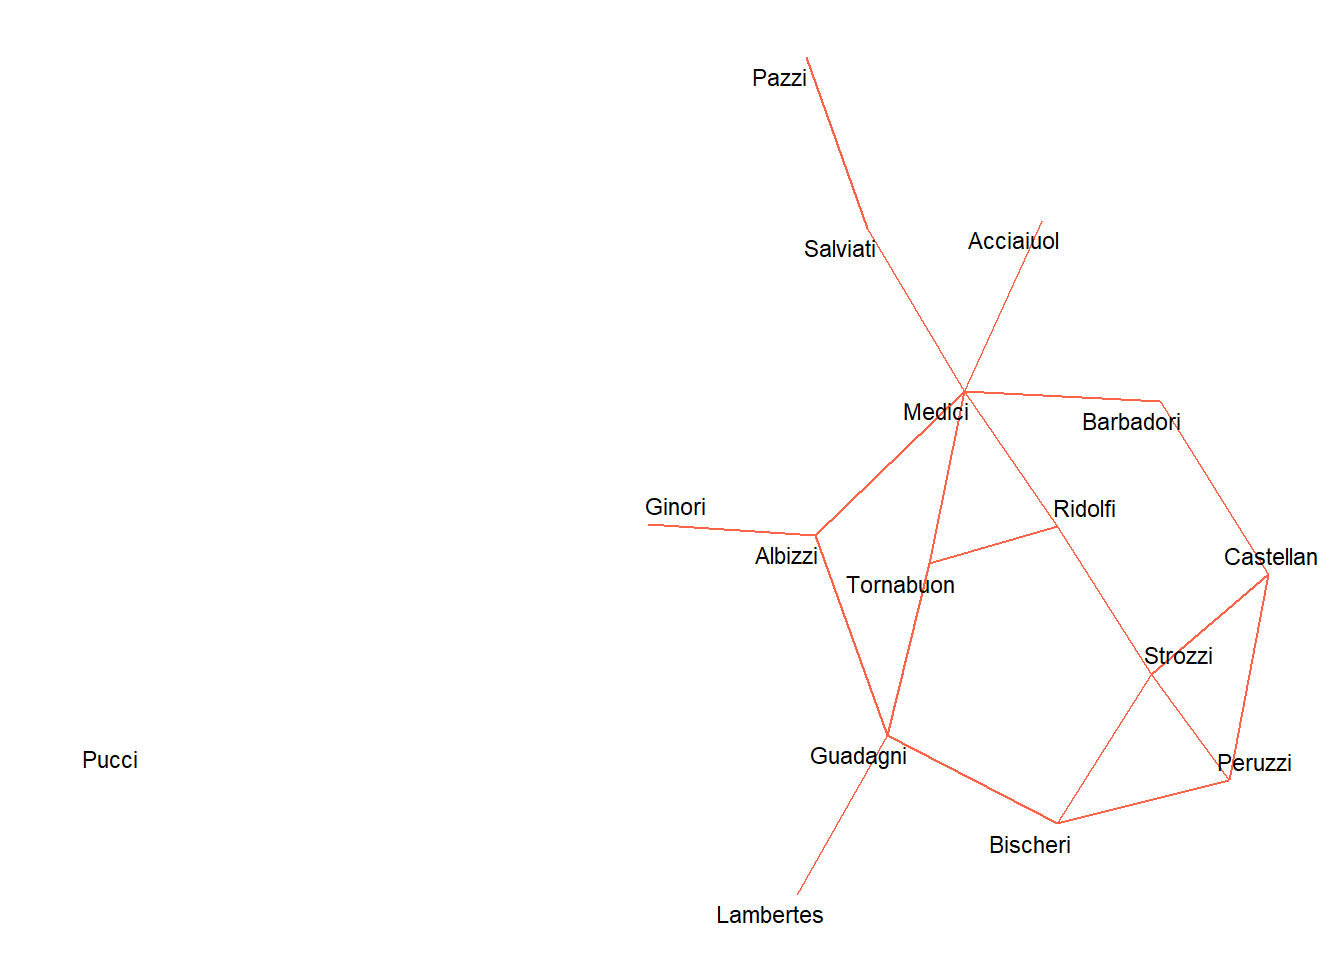 Pazzi
Acciaiuol
Salviati
Medici
Barbadori
Ginori
Ridolfi
Albizzi
Castellan
Tornabuon
Strozzi
Guadagni
Pucci
Peruzzi
Bischeri
Lambertes